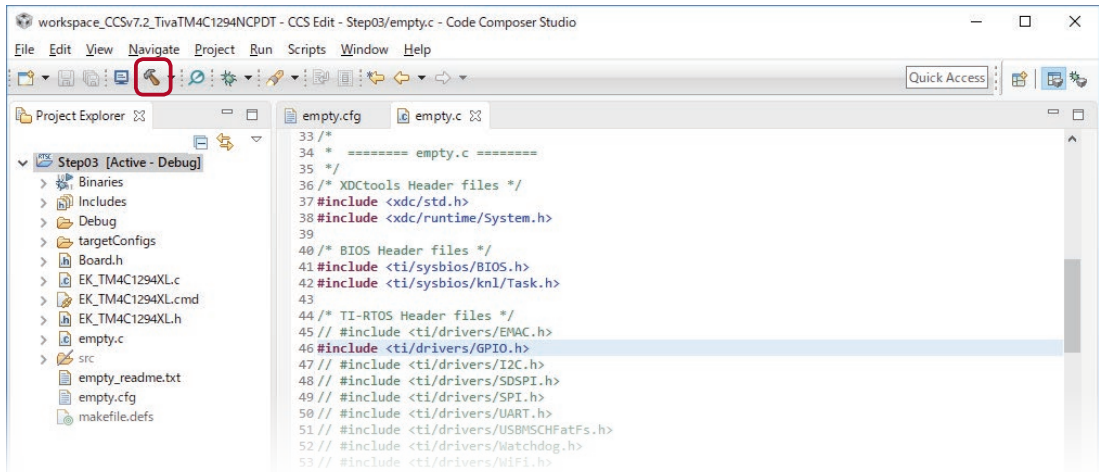 workspace_CCSv7.2_TivaTM4C1294NCPDT - CCS Edit - Step03/empty.c - Code Composer Studio
File Edit View Navigate Project Run Scripts Window Help
Quick Access
Project Explorer
empty.cfg
empty.c
Step03 [Active - Debug]
Binaries
Includes
Debug
targetConfigs
Board.h
EK_TM4C1294XL.c
EK_TM4C1294XL.cmd
EK_TM4C1294XL.h
empty.c
src
empty_readme.txt
empty.cfg
makefile.defs
33 /*
34 * ======== empty.c ========
35 */
36 /* XDCtools Header files */
37 #include <xdc/std.h>
38 #include <xdc/runtime/System.h>
39
40 /* BIOS Header files */
41 #include <ti/sysbios/BIOS.h>
42 #include <ti/sysbios/knl/Task.h>
43
44 /* TI-RTOS Header files */
45 // #include <ti/drivers/EMAC.h>
46 #include <ti/drivers/GPIO.h>
47 // #include <ti/drivers/I2C.h>
48 // #include <ti/drivers/SDSPI.h>
49 // #include <ti/drivers/SPI.h>
50 // #include <ti/drivers/UART.h>
51 // #include <ti/drivers/USBMSCHFatFs.h>
52 // #include <ti/drivers/Watchdog.h>
53 // #include <ti/drivers/WiFi.h>